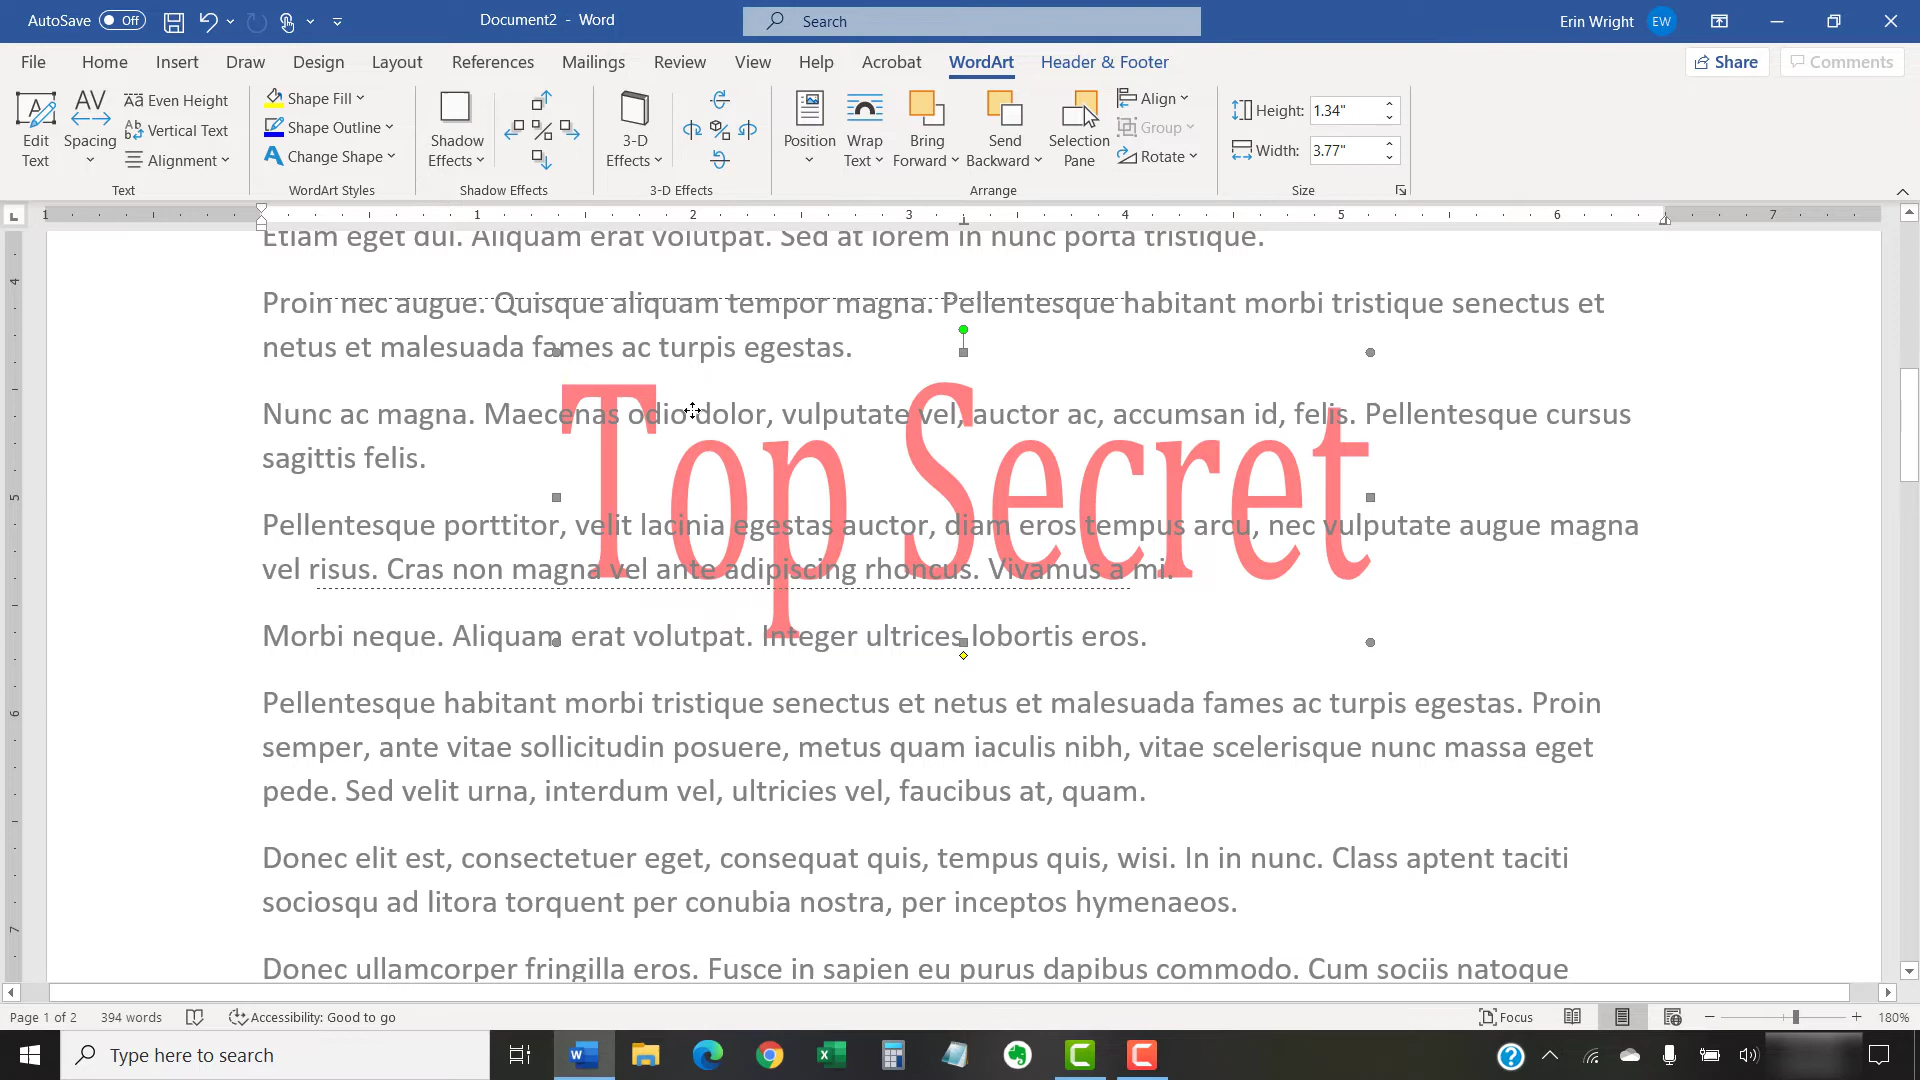 AutoSave Off Document2 - Word Search Erin Wright EW
File Home Insert Draw Design Layout References Mailings Review View Help Acrobat WordArt Header & Footer Share Comments
Edit Text
Spacing
Aa Even Height
Vertical Text
Alignment
Text
Shape Fill
Shape Outline
Change Shape
WordArt Styles
Shadow Effects
Shadow Effects
3-D Effects
3-D Effects
Position
Wrap Text
Bring Forward
Send Backward
Selection Pane
Align
Group
Rotate
Arrange
Height: 1.34"
Width: 3.77"
Size
1 1 2 3 4 5 6 7
Etiam eget dui. Aliquam erat volutpat. Sed at lorem in nunc porta tristique.
Proin nec augue. Quisque aliquam tempor magna. Pellentesque habitant morbi tristique senectus et
netus et malesuada fames ac turpis egestas.
Nunc ac magna. Maecenas odio dolor, vulputate vel, auctor ac, accumsan id, felis. Pellentesque cursus
sagittis felis.
Top Secret
Pellentesque porttitor, velit lacinia egestas auctor, diam eros tempus arcu, nec vulputate augue magna
vel risus. Cras non magna vel ante adipiscing rhoncus. Vivamus a mi.
Morbi neque. Aliquam erat volutpat. Integer ultrices lobortis eros.
Pellentesque habitant morbi tristique senectus et netus et malesuada fames ac turpis egestas. Proin
semper, ante vitae sollicitudin posuere, metus quam iaculis nibh, vitae scelerisque nunc massa eget
pede. Sed velit urna, interdum vel, ultricies vel, faucibus at, quam.
Donec elit est, consectetuer eget, consequat quis, tempus quis, wisi. In in nunc. Class aptent taciti
sociosqu ad litora torquent per conubia nostra, per inceptos hymenaeos.
Donec ullamcorper fringilla eros. Fusce in sapien eu purus dapibus commodo. Cum sociis natoque
4
5
6
7
Page 1 of 2 394 words Accessibility: Good to go Focus 180%
Type here to search